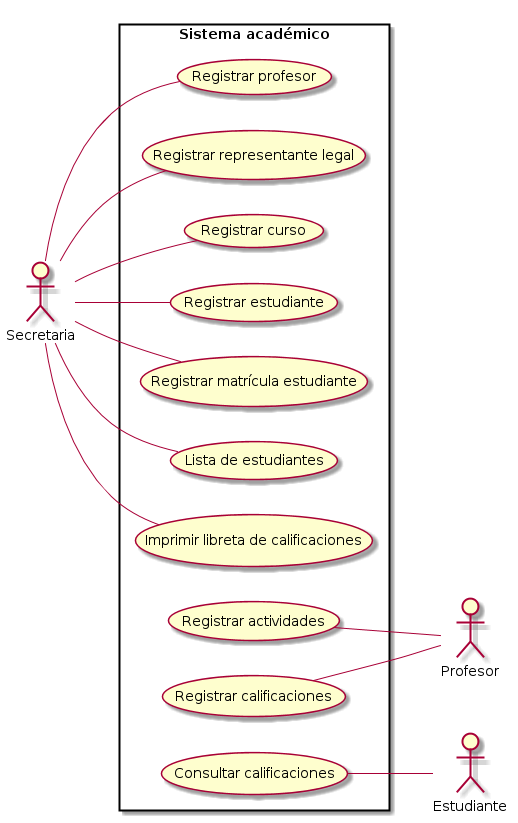 Sistema académico
Registrar profesor
Registrar representante legal
Registrar curso
Registrar estudiante
Secretaria
Registrar matrícula estudiante
Lista de estudiantes
Imprimir libreta de calificaciones
Registrar actividades
Profesor
Registrar calificaciones
Consultar calificaciones
Estudiante